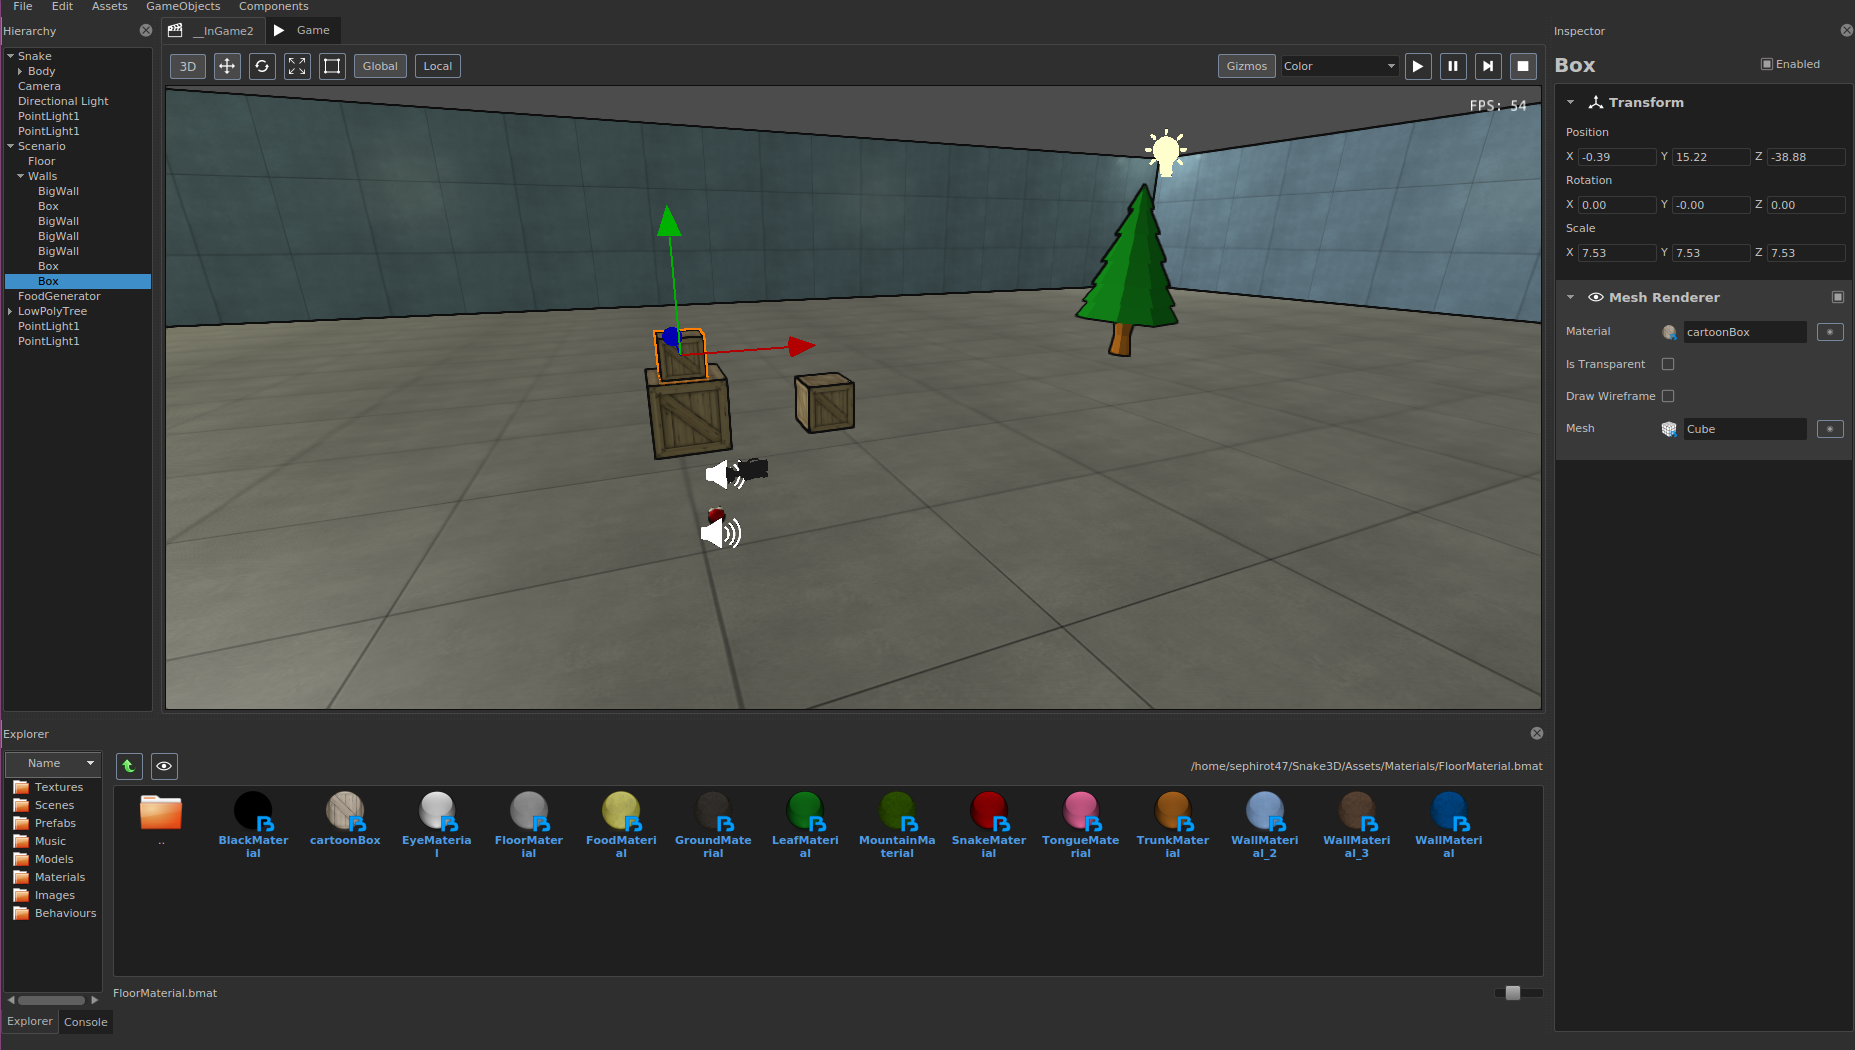 File Edit Assets GameObjects Components
Hierarchy
Snake
Body
Camera
Directional Light
PointLight1
PointLight1
Scenario
Floor
Walls
BigWall
Box
BigWall
BigWall
BigWall
Box
Box
FoodGenerator
LowPolyTree
PointLight1
PointLight1
__InGame2 Game
3D Global Local Gizmos Color
FPS: 54
Inspector
Box Enabled
Transform
Position
X -0.39 Y 15.22 Z -38.88
Rotation
X 0.00 Y -0.00 Z 0.00
Scale
X 7.53 Y 7.53 Z 7.53
Mesh Renderer
Material cartoonBox
Is Transparent
Draw Wireframe
Mesh Cube
Explorer
Name
Textures
Scenes
Prefabs
Music
Models
Materials
Images
Behaviours
/home/sephirot47/Snake3D/Assets/Materials/FloorMaterial.bmat
..
BlackMater
ial
cartoonBox
EyeMateria
l
FloorMater
ial
FoodMateri
al
GroundMate
rial
LeafMateri
al
MountainMa
terial
SnakeMater
ial
TongueMate
rial
TrunkMater
ial
WallMateri
al_2
WallMateri
al_3
WallMateri
al
FloorMaterial.bmat
Explorer Console